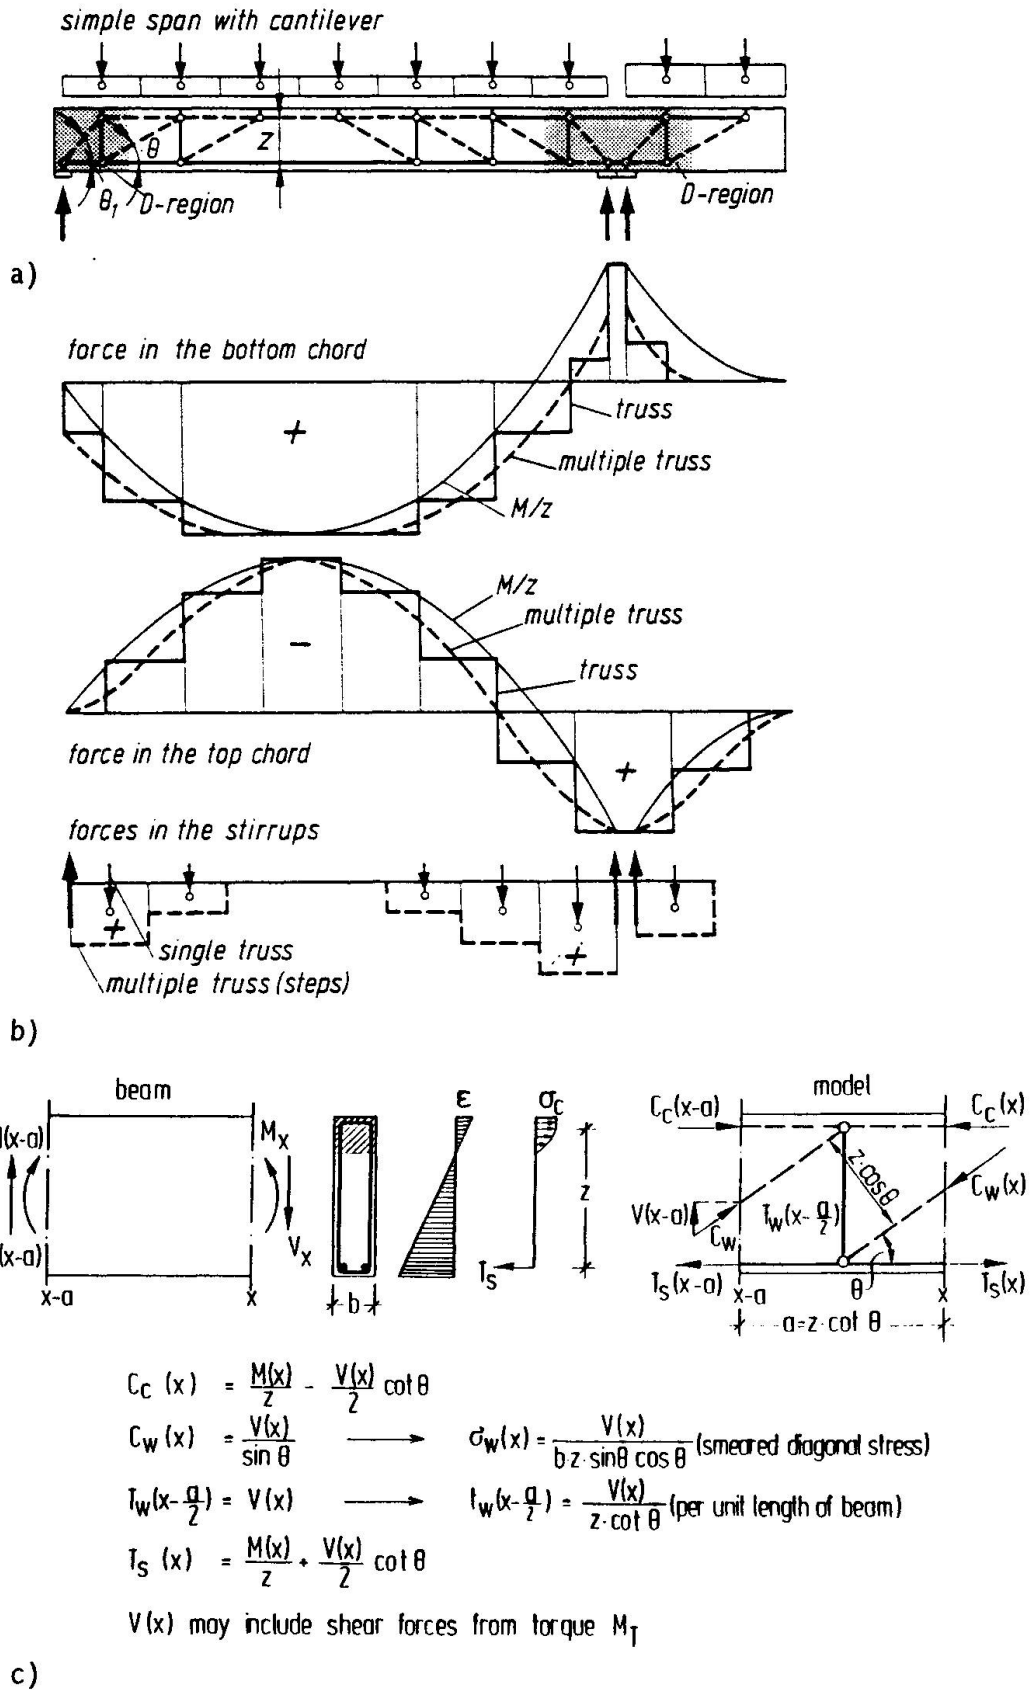 simple span with cantilever
θ
z
θ₁
D-region
D-region
a)
force in the bottom chord
+
truss
multiple truss
M/z
M/z
multiple truss
−
truss
force in the top chord
+
forces in the stirrups
+
+
single truss
multiple truss (steps)
b)
beam
ε
σc
model
(x-a)
Mx
Cc(x-a)
Cc(x)
z·cosθ
Cw(x)
z
V(x-a)
Cw
Tw(x-a/2)
(x-a)
Vx
Ts
Ts(x-a)
θ
Ts(x)
x-a
x
b
x-a
x
a=z·cot θ
Cc (x) = M(x)/z - V(x)/2 cot θ
Cw (x) = V(x)/sin θ → σw(x) = V(x)/b·z·sinθ cos θ (smeared diagonal stress)
Tw(x-a/2) = V(x) → tw(x-a/2) = V(x)/z·cot θ (per unit length of beam)
Ts (x) = M(x)/z + V(x)/2 cot θ
V(x) may include shear forces from torque MT
c)